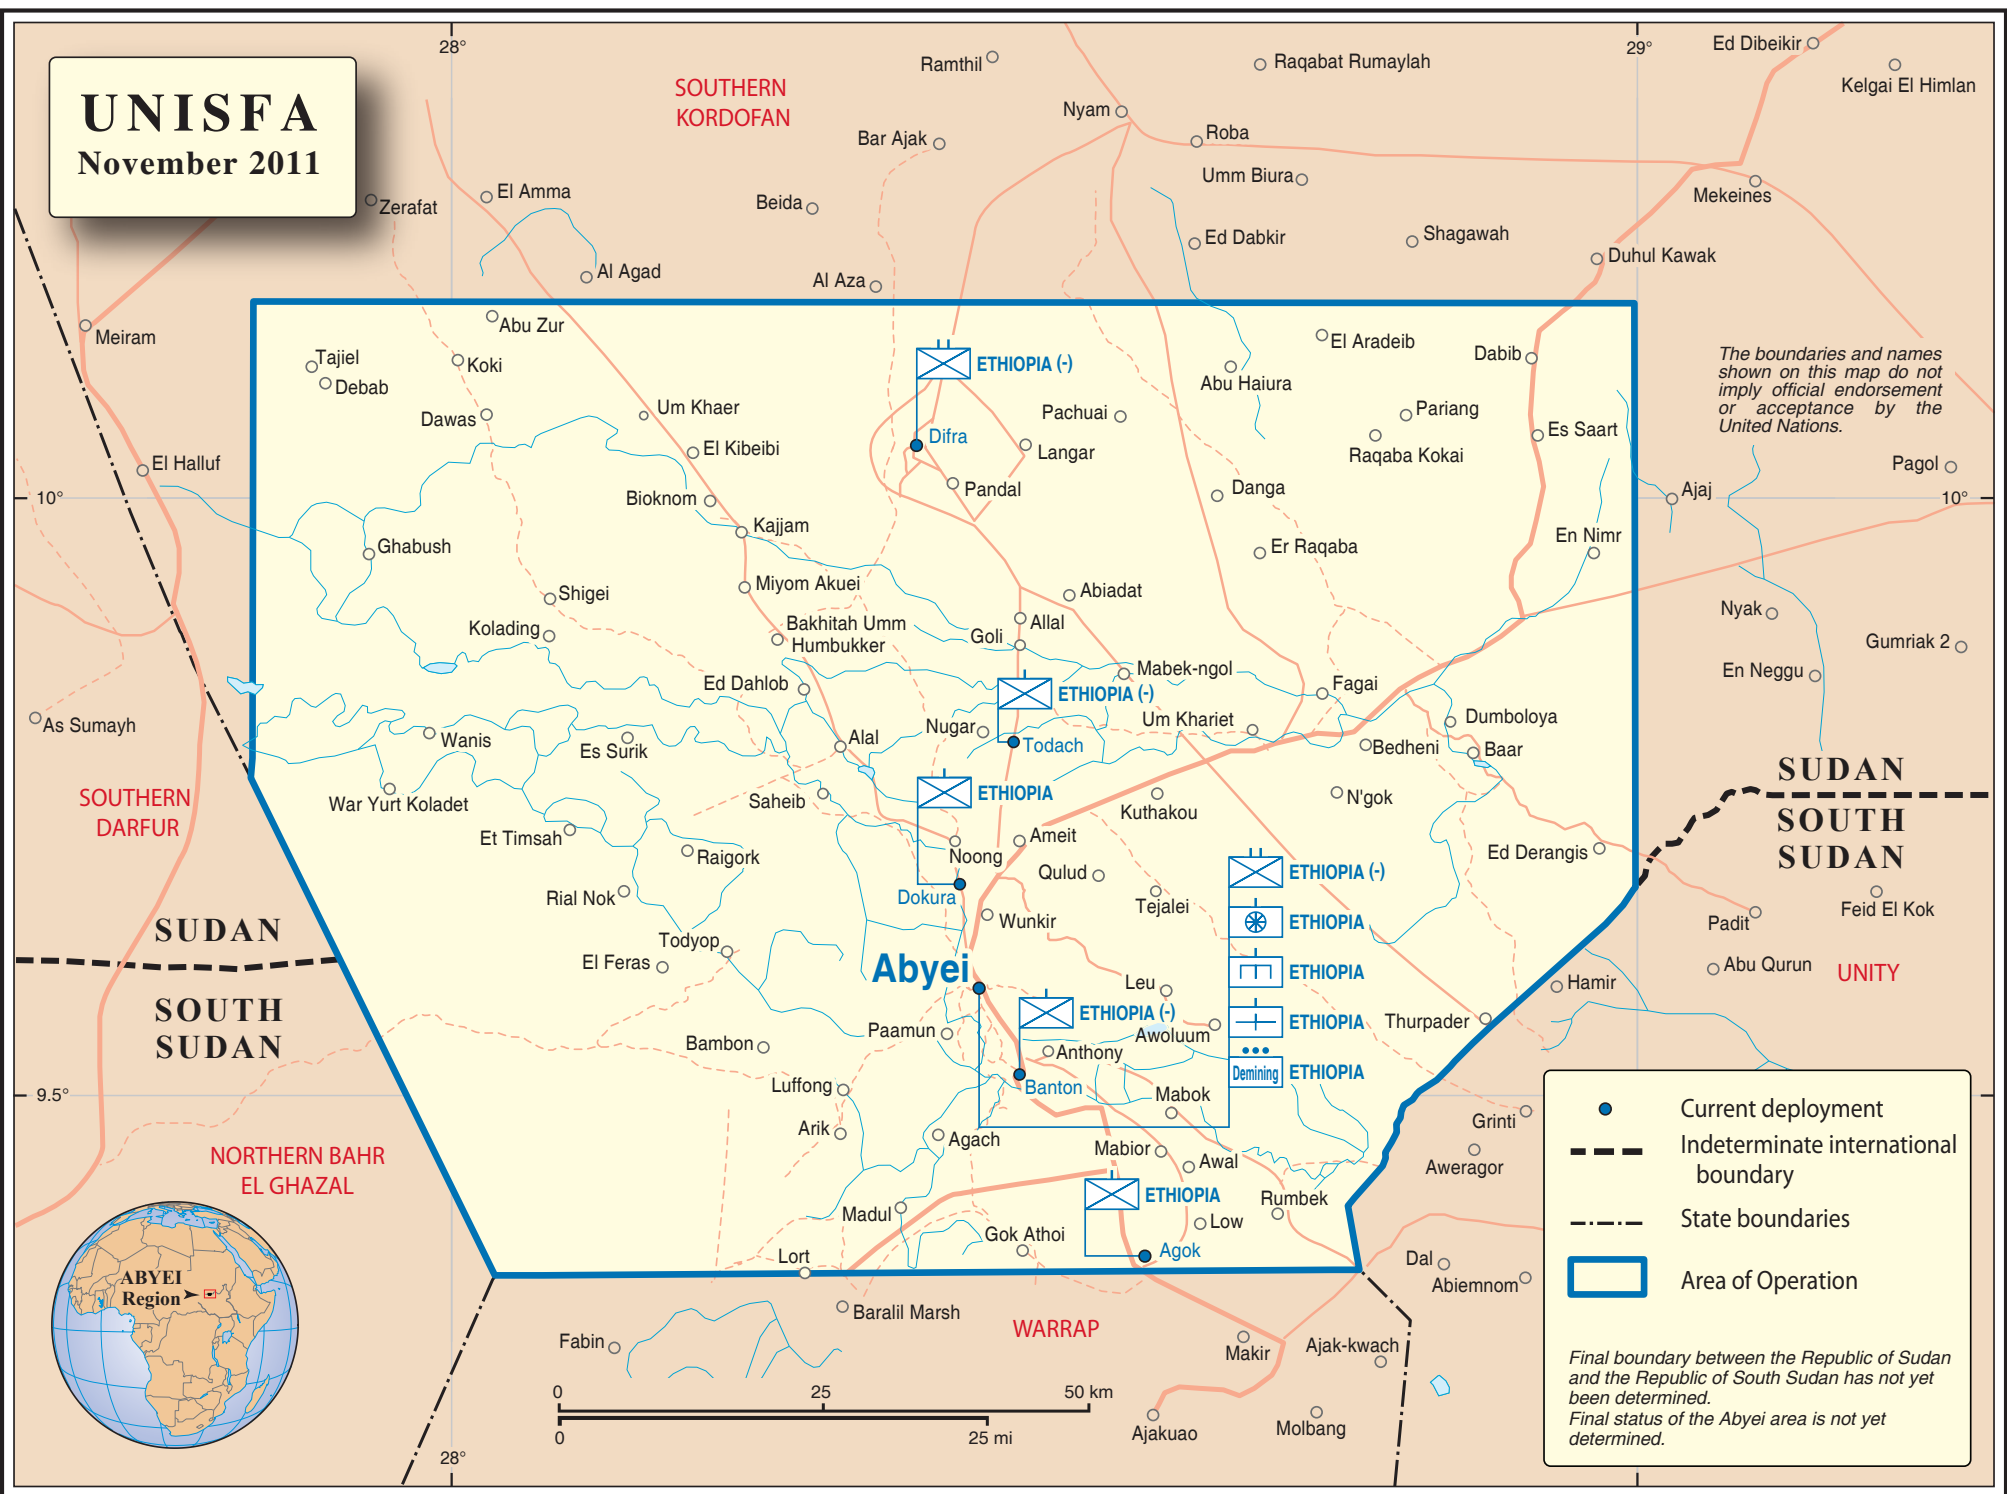 UNISFA
November 2011
28°
29°
SOUTHERN
KORDOFAN
Ramthil
Raqabat Rumaylah
Ed Dibeikir
Kelgai El Himlan
Nyam
Bar Ajak
Roba
Umm Biura
Mekeines
Zerafat
El Amma
Beida
Ed Dabkir
Shagawah
Duhul Kawak
Al Agad
Al Aza
Meiram
Abu Zur
Tajiel
Debab
Koki
ETHIOPIA (-)
El Aradeib
Dabib
Abu Haiura
The boundaries and names
shown on this map do not
imply official endorsement
or acceptance by the
United Nations.
Dawas
Um Khaer
Pachuai
Pariang
Difra
El Kibeibi
Langar
Raqaba Kokai
Es Saart
El Halluf
Pagol
10°
Bioknom
Pandal
Danga
Ajaj
10°
Kajjam
Ghabush
Er Raqaba
En Nimr
Shigei
Miyom Akuei
Abiadat
Kolading
Bakhitah Umm
Humbukker
Goli
Allal
Nyak
Gumriak 2
Mabek-ngol
En Neggu
Ed Dahlob
ETHIOPIA (-)
Fagai
As Sumayh
Wanis
Es Surik
Alal
Nugar
Todach
Um Khariet
Dumboloya
Bedheni
Baar
SUDAN
SOUTHERN
DARFUR
War Yurt Koladet
Saheib
ETHIOPIA
Kuthakou
N'gok
SOUTH
SUDAN
Et Timsah
Raigork
Ameit
Noong
Qulud
Ed Derangis
ETHIOPIA (-)
Rial Nok
Dokura
Tejalei
Feid El Kok
SUDAN
Todyop
Wunkir
ETHIOPIA
Padit
El Feras
Abyei
ETHIOPIA
Abu Qurun
UNITY
Leu
Hamir
SOUTH
SUDAN
ETHIOPIA (-)
Paamun
Awoluum
ETHIOPIA
Thurpader
Bambon
Anthony
Demining
ETHIOPIA
9.5°
Luffong
Banton
Mabok
Arik
Agach
Mabior
Awal
Grinti
Aweragor
NORTHERN BAHR
EL GHAZAL
ETHIOPIA
Rumbek
Madul
Low
Gok Athoi
Agok
Lort
Dal
Abiemnom
ABYEI
Region
Baralil Marsh
WARRAP
Fabin
Makir
Ajak-kwach
0
25
50 km
0
25 mi
Ajakuao
Molbang
28°
Current deployment
Indeterminate international
boundary
State boundaries
Area of Operation
Final boundary between the Republic of Sudan
and the Republic of South Sudan has not yet
been determined.
Final status of the Abyei area is not yet
determined.